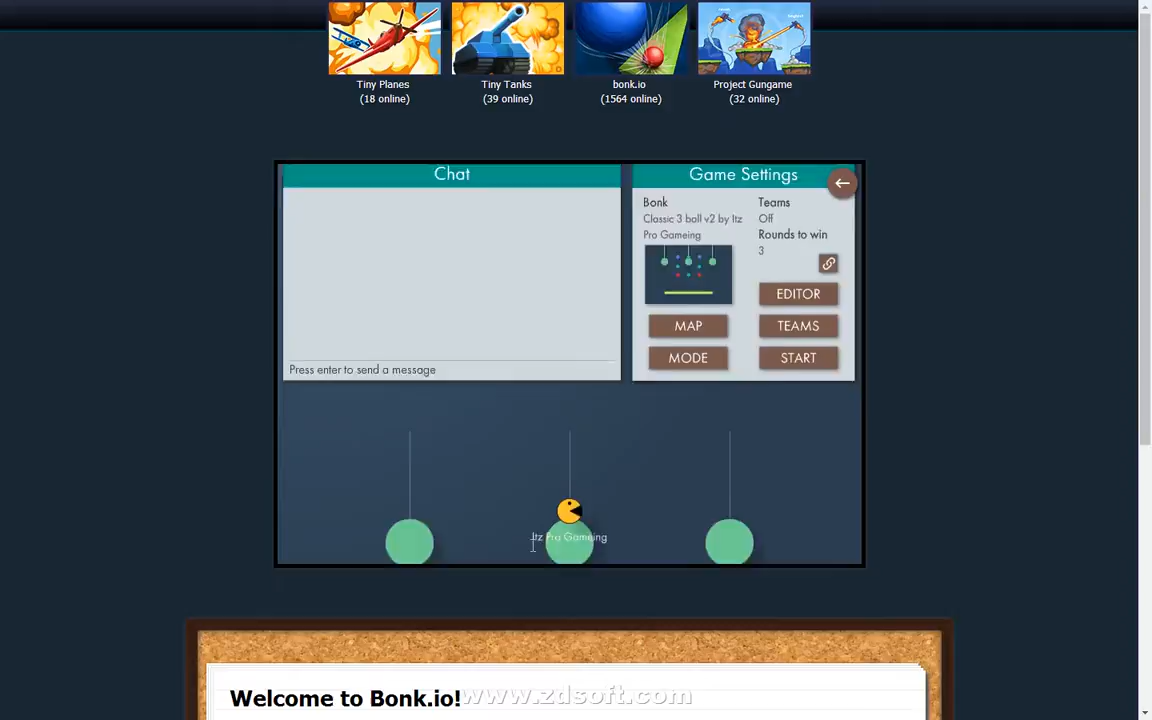 Tiny Planes
(18 online)
Tiny Tanks
(39 online)
bonk.io
(1564 online)
Project Gungame
(32 online)
Chat
Press enter to send a message
Game Settings
Bonk
Classic 3 ball v2 by Itz
Pro Gameing
Teams
Off
Rounds to win
3
EDITOR
MAP
TEAMS
MODE
START
Itz Pro Gameing
Welcome to Bonk.io!
www.zdsoft.com